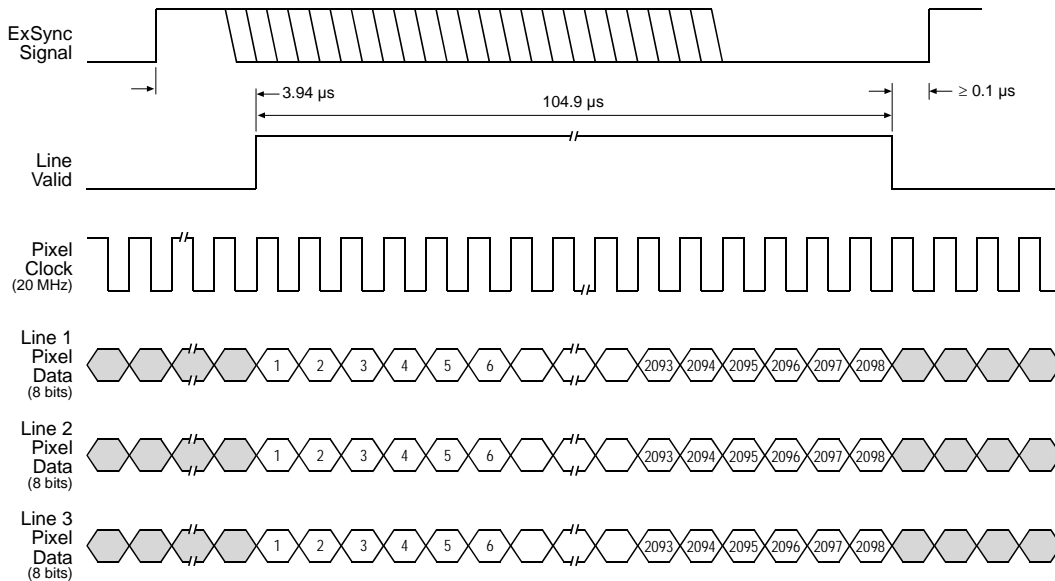 ExSync
Signal
3.94 µs
104.9 µs
≥ 0.1 µs
Line
Valid
Pixel
Clock
(20 MHz)
Line 1
Pixel
Data
(8 bits)
1 2 3 4 5 6 2093 2094 2095 2096 2097 2098
Line 2
Pixel
Data
(8 bits)
1 2 3 4 5 6 2093 2094 2095 2096 2097 2098
Line 3
Pixel
Data
(8 bits)
1 2 3 4 5 6 2093 2094 2095 2096 2097 2098